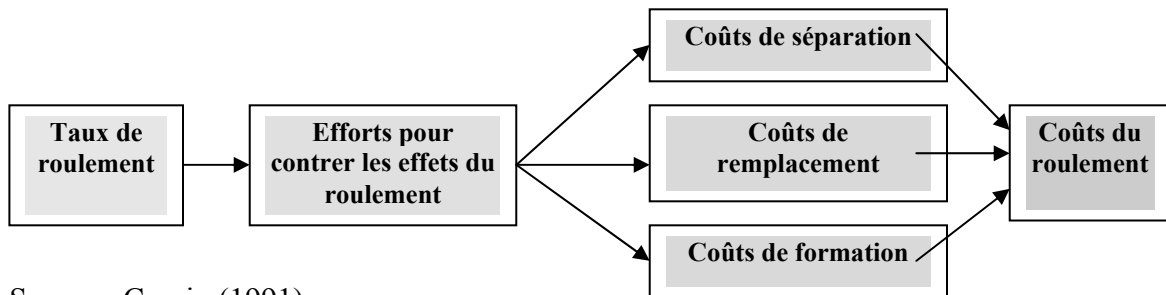 Coûts de séparation
Taux de
roulement
Efforts pour
contrer les effets du
roulement
Coûts de
remplacement
Coûts du
roulement
Coûts de formation
(1991)